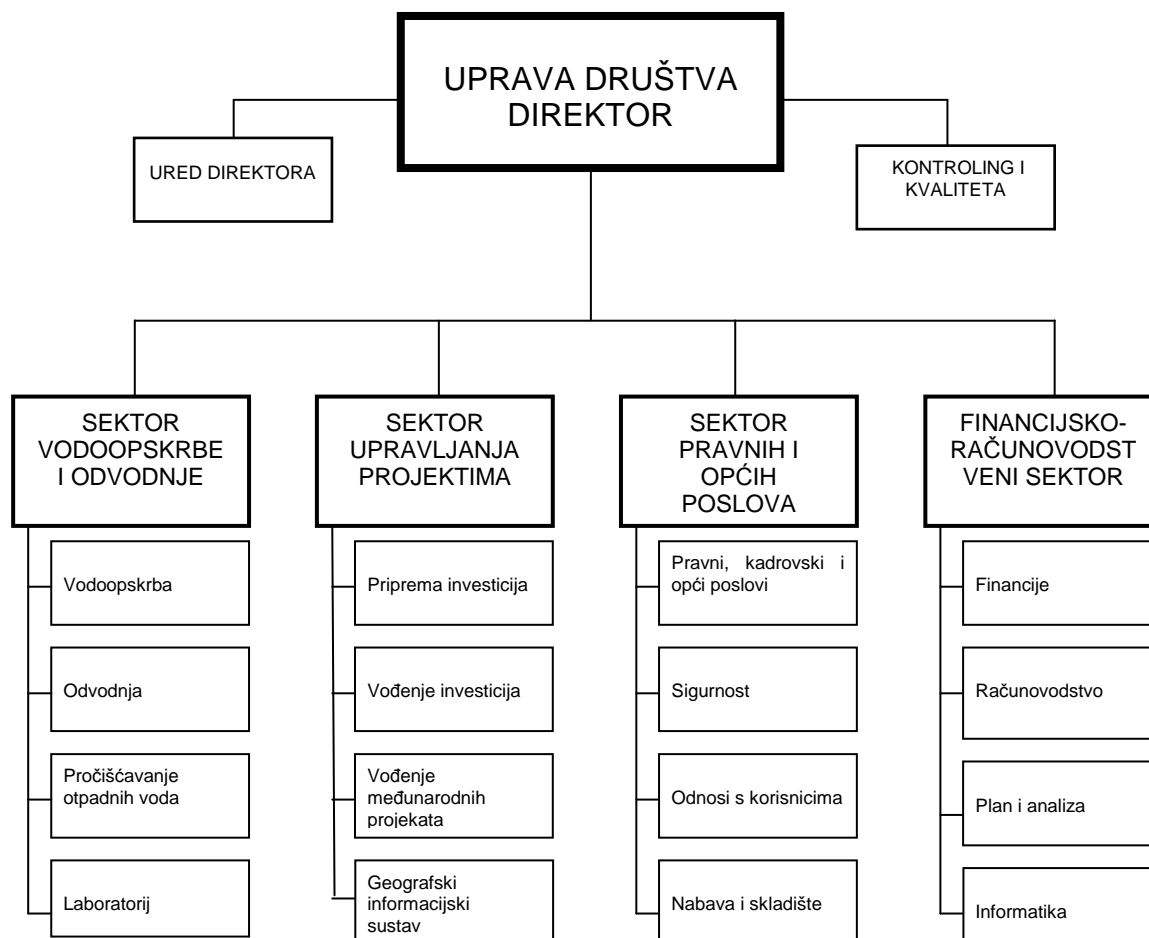 UPRAVA DRUŠTVA
DIREKTOR
URED DIREKTORA
KONTROLING I
KVALITETA
SEKTOR
VODOOPSKRBE
I ODVODNJE
SEKTOR
UPRAVLJANJA
PROJEKTIMA
SEKTOR
PRAVNIH I
OPĆIH
POSLOVA
FINANCIJSKO-
RAČUNOVODST
VENI SEKTOR
Vodoopskrba
Odvodnja
Pročišćavanje
otpadnih voda
Laboratorij
Priprema investicija
Vođenje investicija
Vođenje
međunarodnih
projekata
Geografski
informacijski
sustav
Pravni, kadrovski i
opći poslovi
Sigurnost
Odnosi s korisnicima
Nabava i skladište
Financije
Računovodstvo
Plan i analiza
Informatika